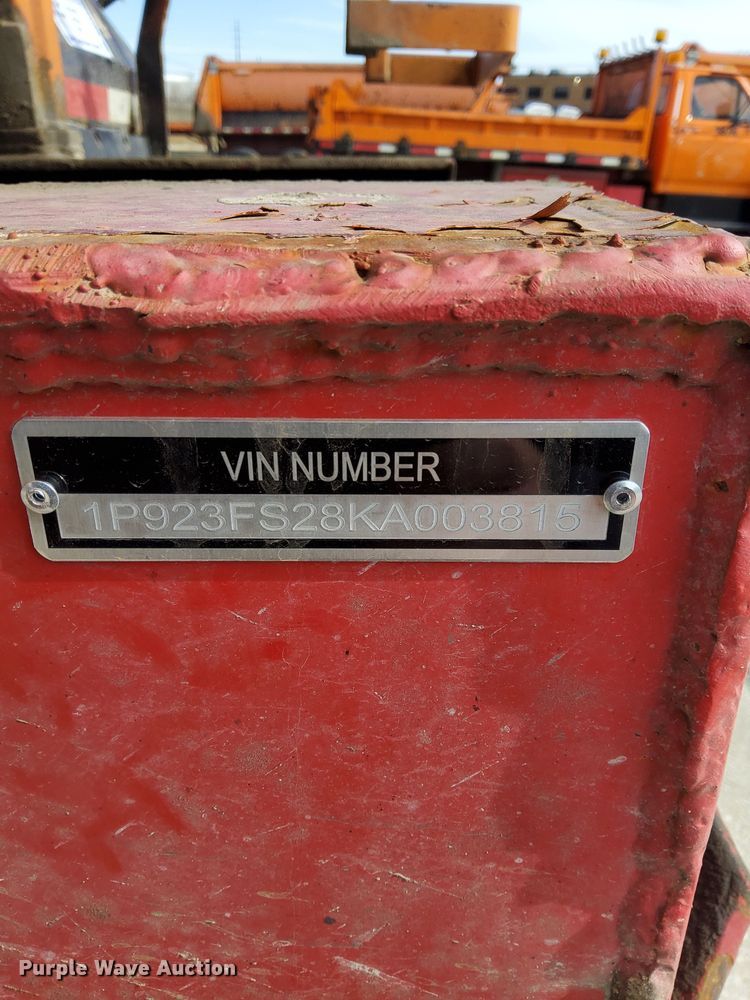 VIN NUMBER
1P923FS28KA003815
Purple Wave Auction